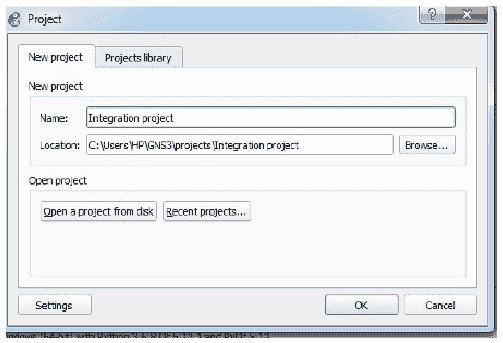 Project
New project Projects library
New project
Name: Integration project
Location: C:\Users\HP\GNS3\projects\Integration project Browse...
Open project
Open a project from disk Recent projects...
Settings OK Cancel